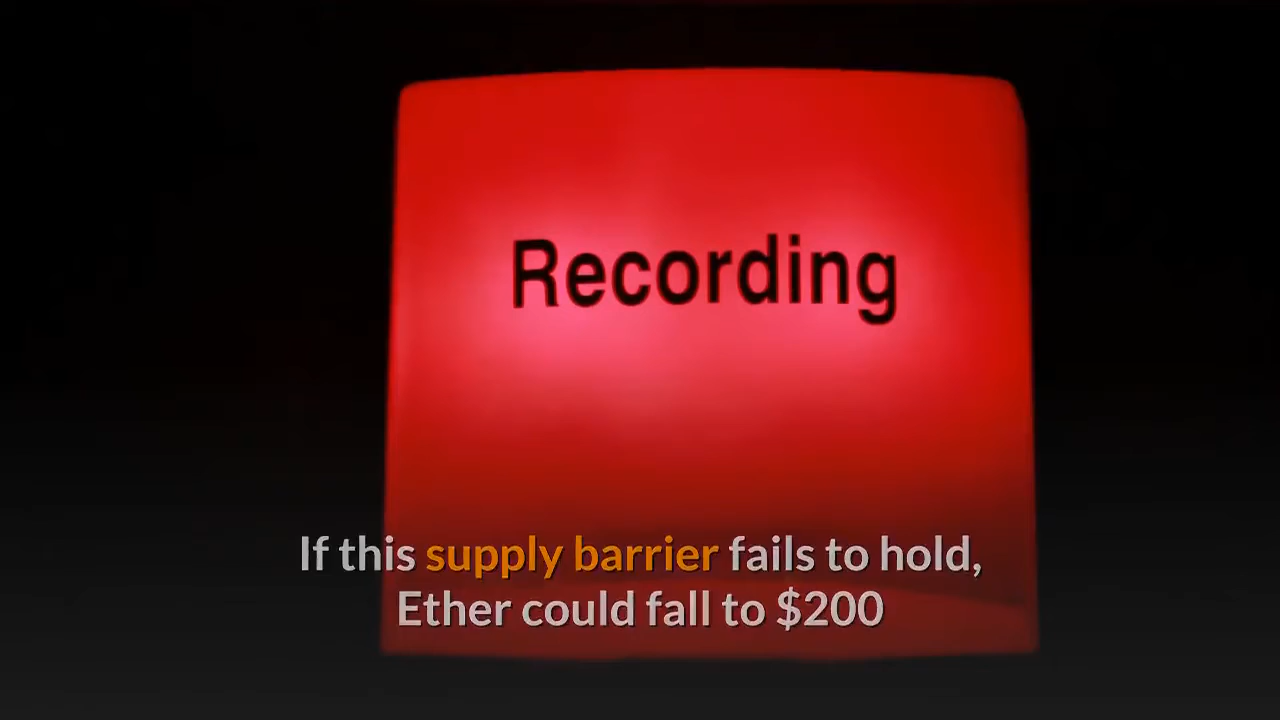 Recording
If this supply barrier fails to hold,
Ether could fall to $200